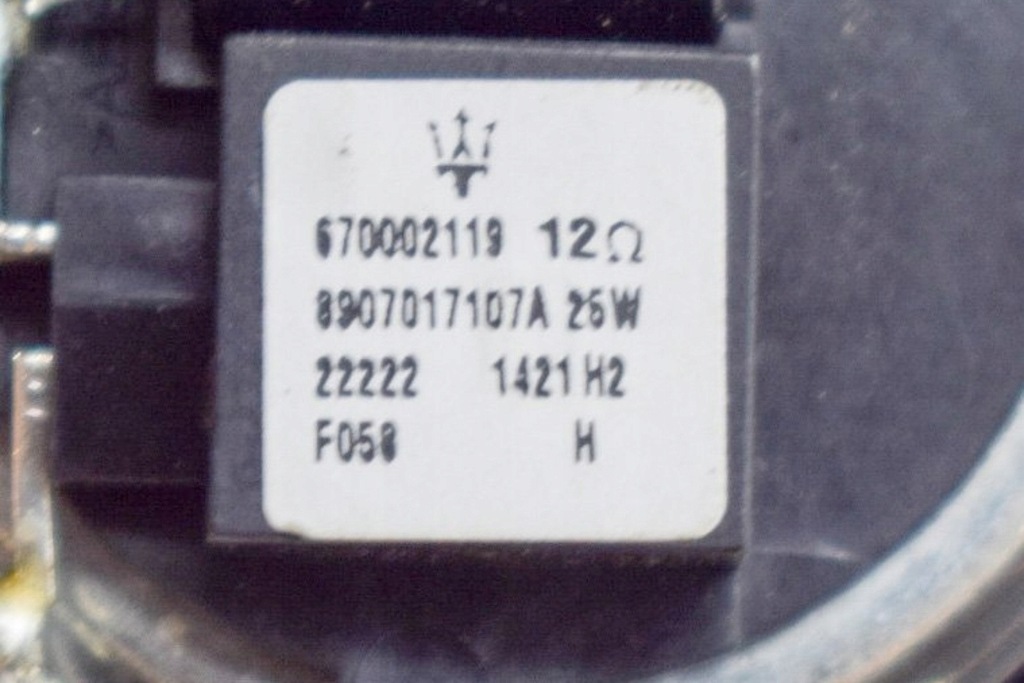 670002119 12Ω
8907017107A 25W
22222 1421 H2
F058 H